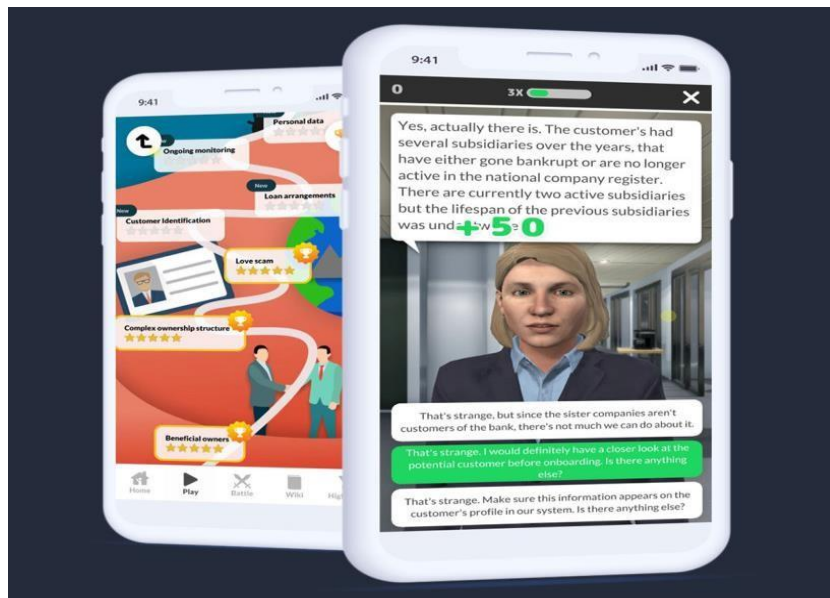 9:41
Personal data
Ongoing monitoring
New
Loan arrangements
New
Customer Identification
Love scam
Complex ownership structure
Beneficial owners
Home
Play
Battle
Wiki
9:41
0
3X
Yes, actually there is. The customer's had
several subsidiaries over the years, that
have either gone bankrupt or are no longer
active in the national company register.
There are currently two active subsidiaries
but the lifespan of the previous subsidiaries
was
+50
That's strange, but since the sister companies aren't
customers of the bank, there's not much we can do about it.
That's strange. I would definitely have a closer look at the
potential customer before onboarding. Is there anything
else?
That's strange. Make sure this information appears on the
customer's profile in our system. Is there anything else?